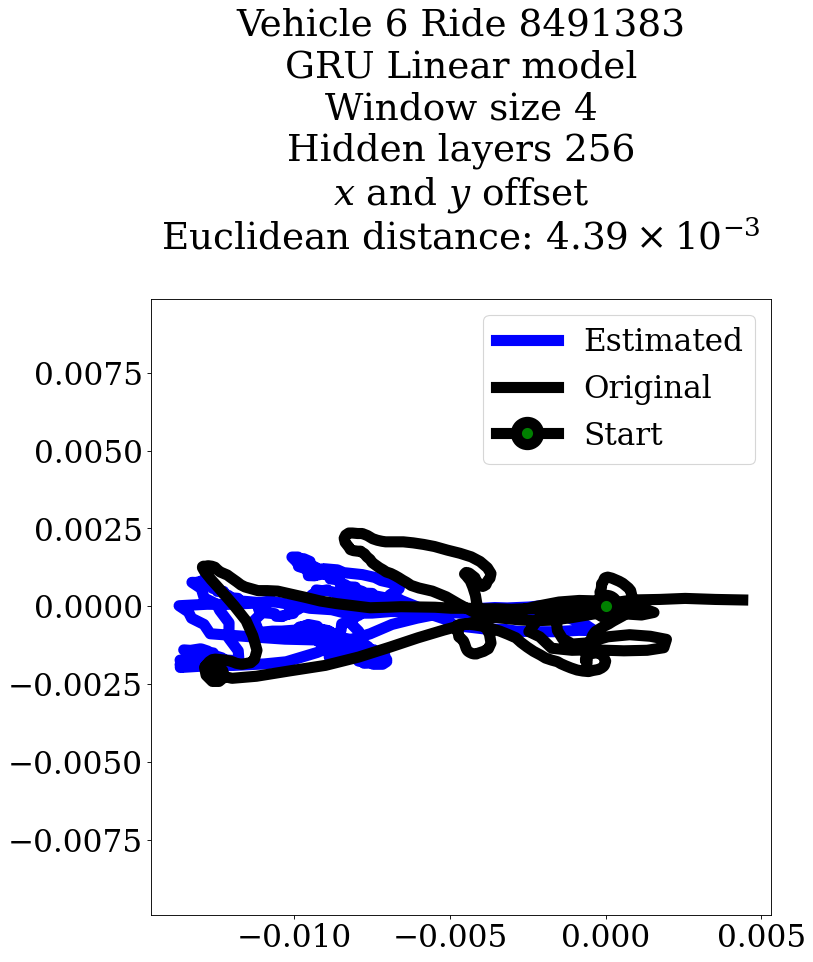 Vehicle 6 Ride 8491383
GRU Linear model
Window size 4
Hidden layers 256
x and y offset
Euclidean distance: 4.39 × 10⁻³
Estimated
Original
Start
0.0075
0.0050
0.0025
0.0000
−0.0025
−0.0050
−0.0075
−0.010
−0.005
0.000
0.005